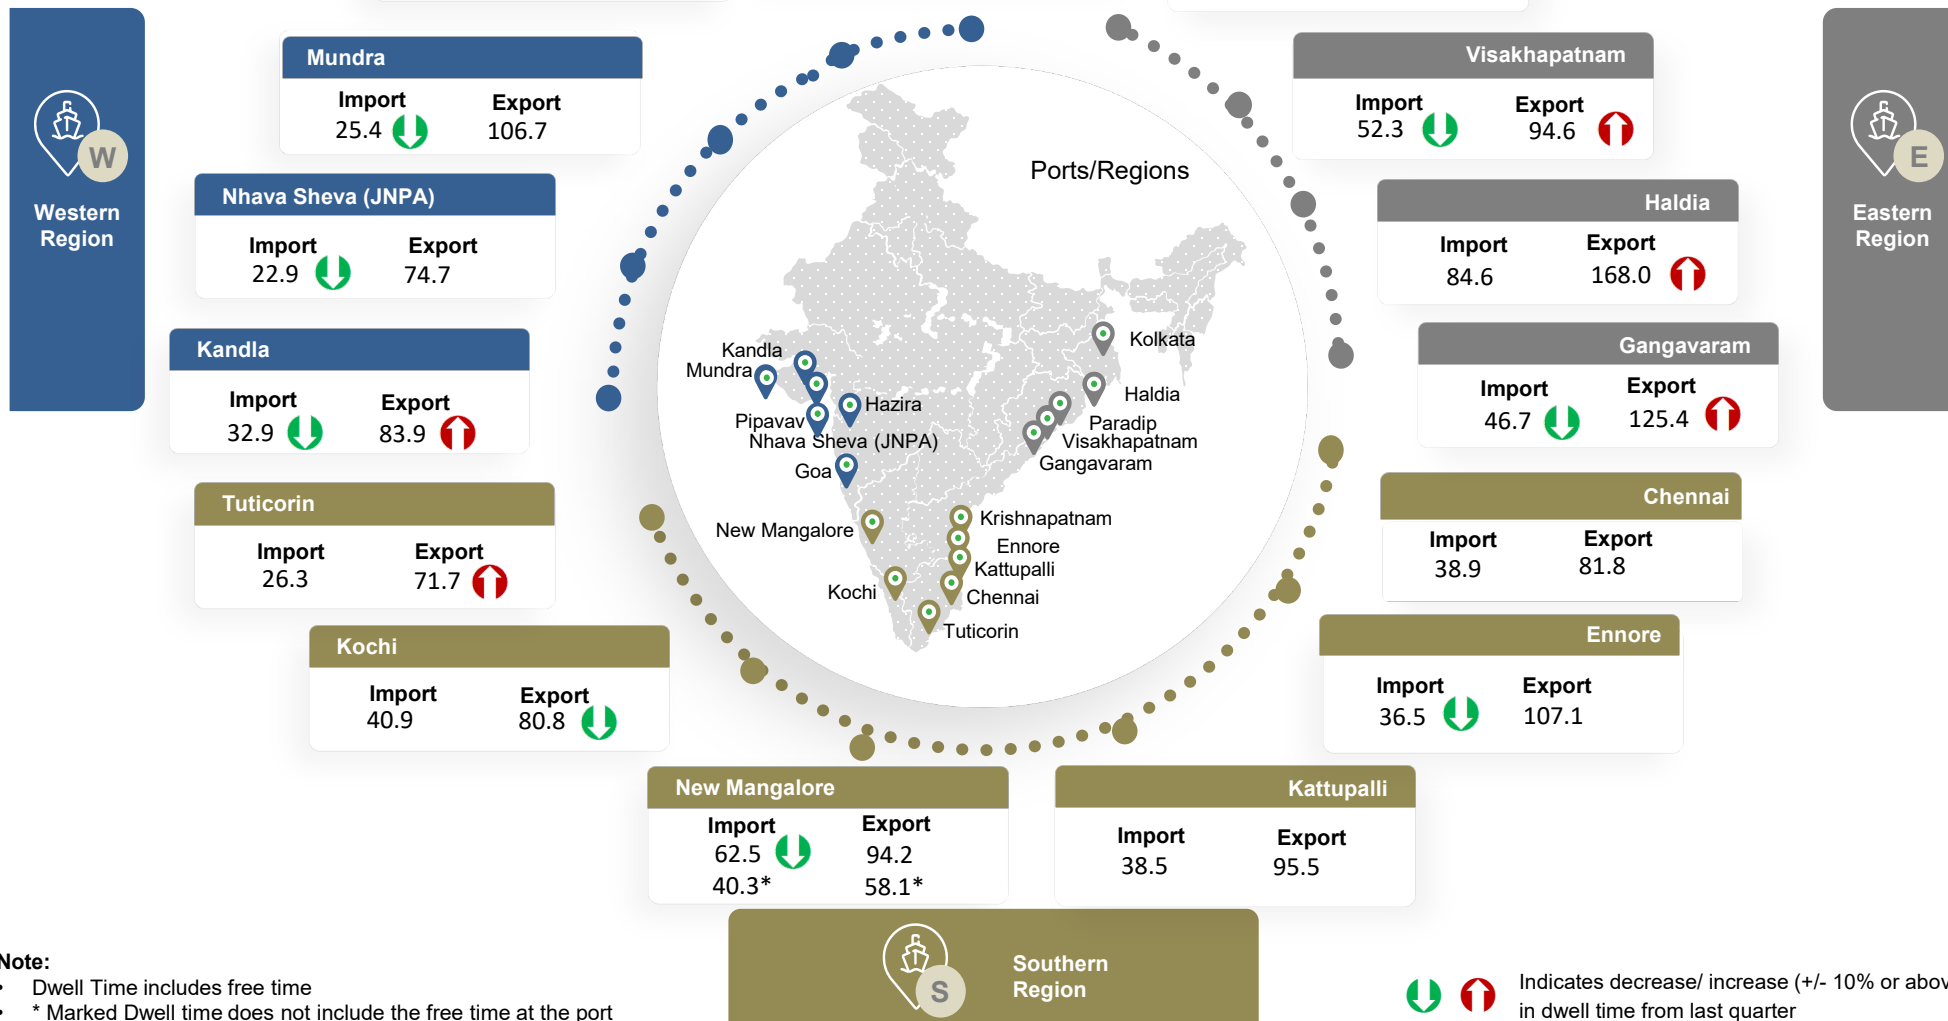 W
Western
Region
Mundra
Import
Export
25.4
106.7
Nhava Sheva (JNPA)
Import
Export
22.9
74.7
Kandla
Import
Export
32.9
83.9
Tuticorin
Import
Export
26.3
71.7
Kochi
Import
Export
40.9
80.8
New Mangalore
Import
Export
62.5
94.2
40.3*
58.1*
Ports/Regions
Kandla
Mundra
Pipavav
Hazira
Nhava Sheva (JNPA)
Goa
New Mangalore
Kochi
Kolkata
Haldia
Paradip
Visakhapatnam
Gangavaram
Krishnapatnam
Ennore
Kattupalli
Chennai
Tuticorin
Visakhapatnam
Import
Export
52.3
94.6
Haldia
Import
Export
84.6
168.0
Gangavaram
Import
Export
46.7
125.4
Chennai
Import
Export
38.9
81.8
Ennore
Import
Export
36.5
107.1
Kattupalli
Import
Export
38.5
95.5
E
Eastern
Region
S
Southern
Region
Note:
• Dwell Time includes free time
• * Marked Dwell time does not include the free time at the port
Indicates decrease/ increase (+/- 10% or abov
in dwell time from last quarter